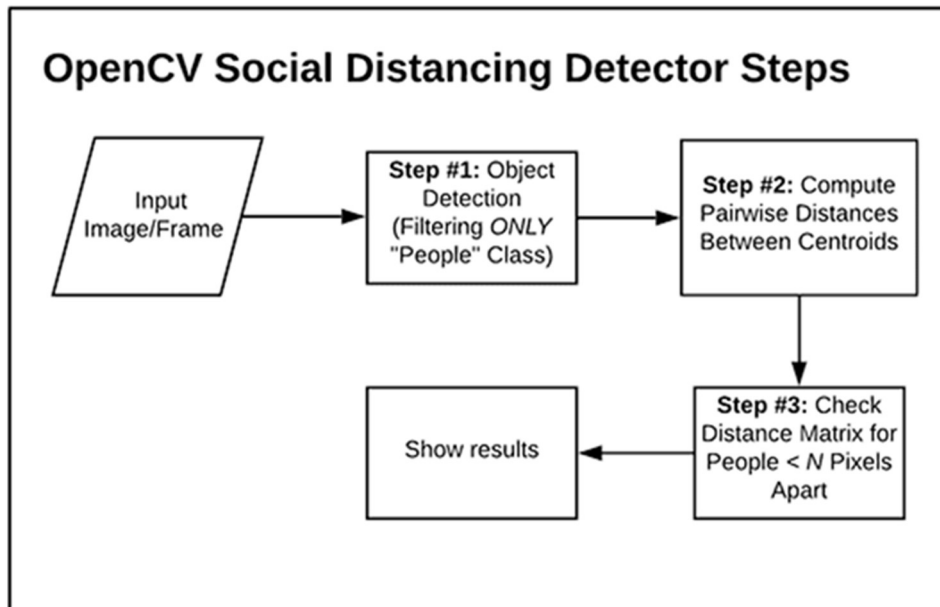 OpenCV Social Distancing Detector Steps
Input
Image/Frame
Step #1: Object
Detection
(Filtering ONLY
"People" Class)
Step #2: Compute
Pairwise Distances
Between Centroids
Step #3: Check
Distance Matrix for
People < N Pixels
Apart
Show results